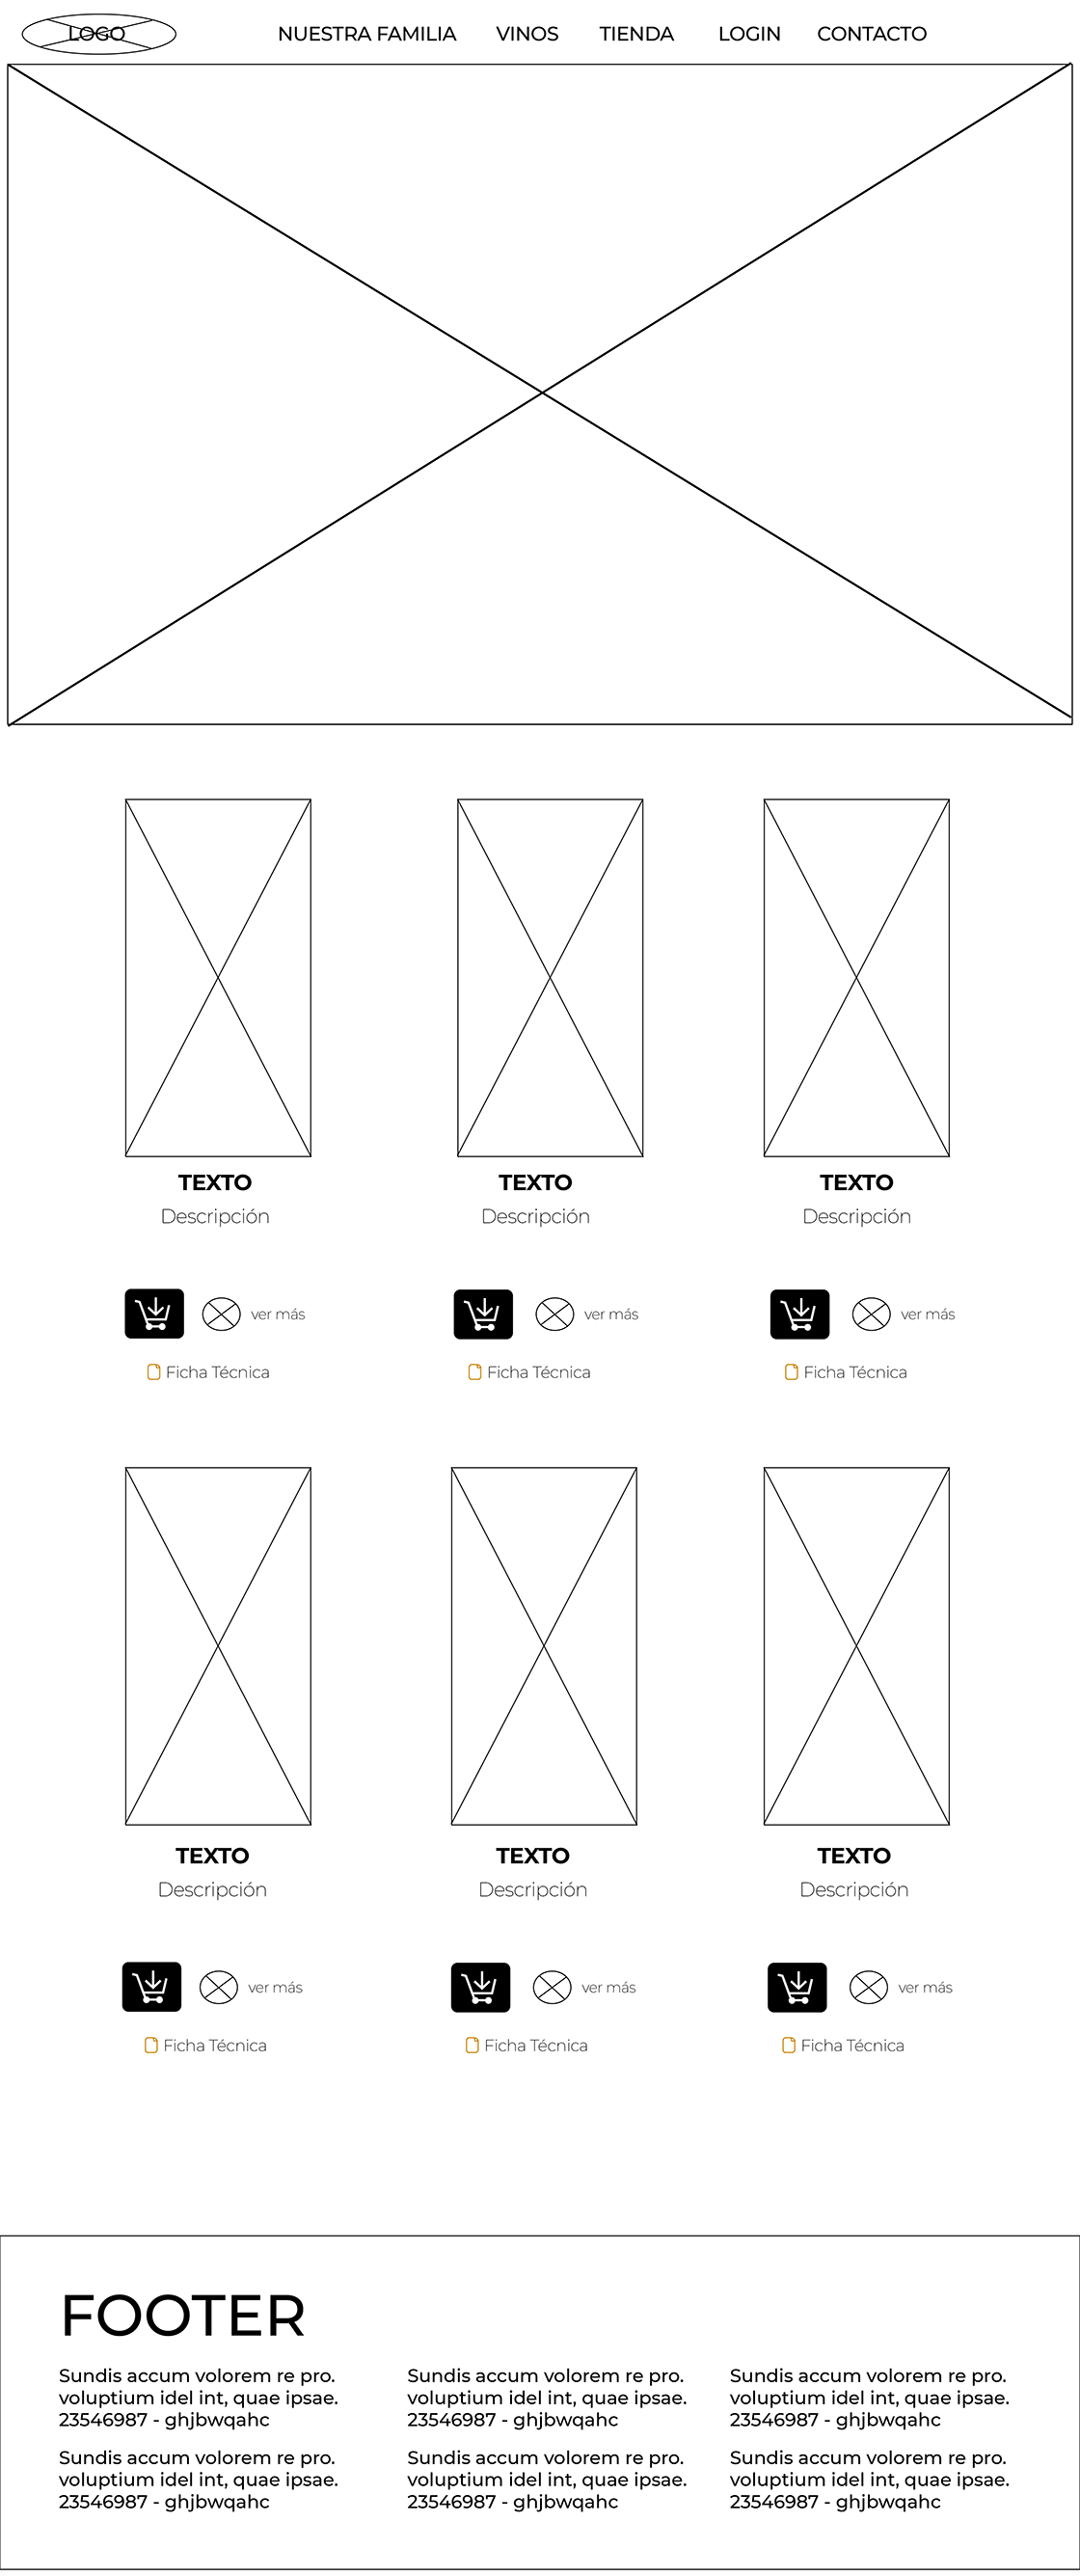 LOGO NUESTRA FAMILIA VINOS TIENDA LOGIN CONTACTO
TEXTO TEXTO TEXTO
Descripción Descripción Descripción
ver más ver más ver más
Ficha Técnica Ficha Técnica Ficha Técnica
TEXTO TEXTO TEXTO
Descripción Descripción Descripción
ver más ver más ver más
Ficha Técnica Ficha Técnica Ficha Técnica
FOOTER
Sundis accum volorem re pro.
voluptium idel int, quae ipsae.
23546987 - ghjbwqahc
Sundis accum volorem re pro.
voluptium idel int, quae ipsae.
23546987 - ghjbwqahc
Sundis accum volorem re pro.
voluptium idel int, quae ipsae.
23546987 - ghjbwqahc
Sundis accum volorem re pro.
voluptium idel int, quae ipsae.
23546987 - ghjbwqahc
Sundis accum volorem re pro.
voluptium idel int, quae ipsae.
23546987 - ghjbwqahc
Sundis accum volorem re pro.
voluptium idel int, quae ipsae.
23546987 - ghjbwqahc